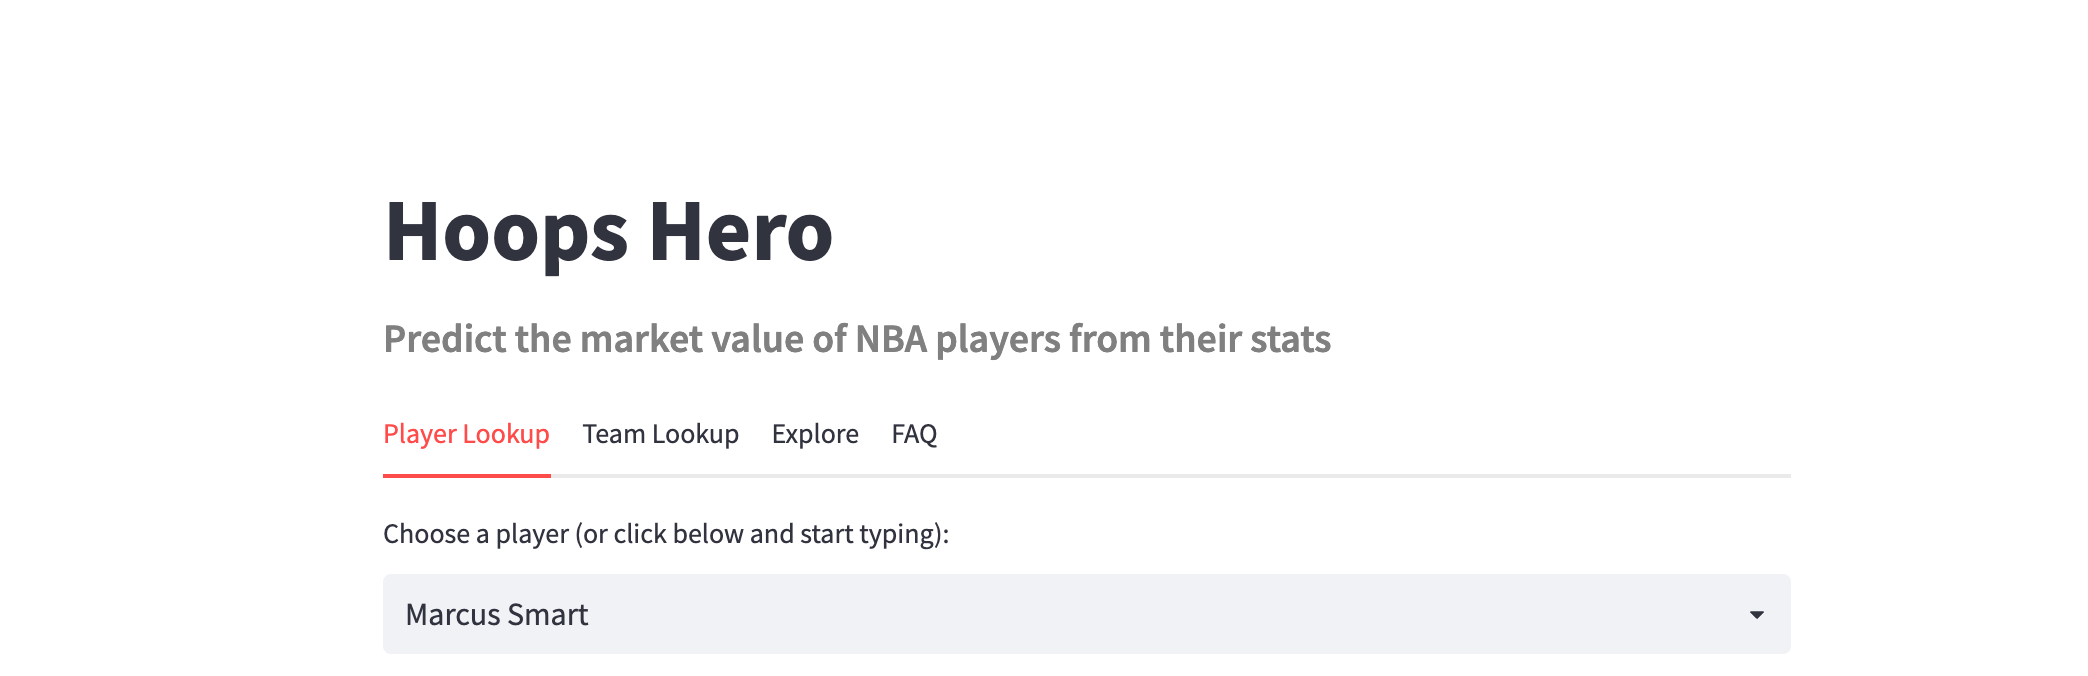 Hoops Hero
Predict the market value of NBA players from their stats
Player Lookup Team Lookup Explore FAQ
Choose a player (or click below and start typing):
Marcus Smart